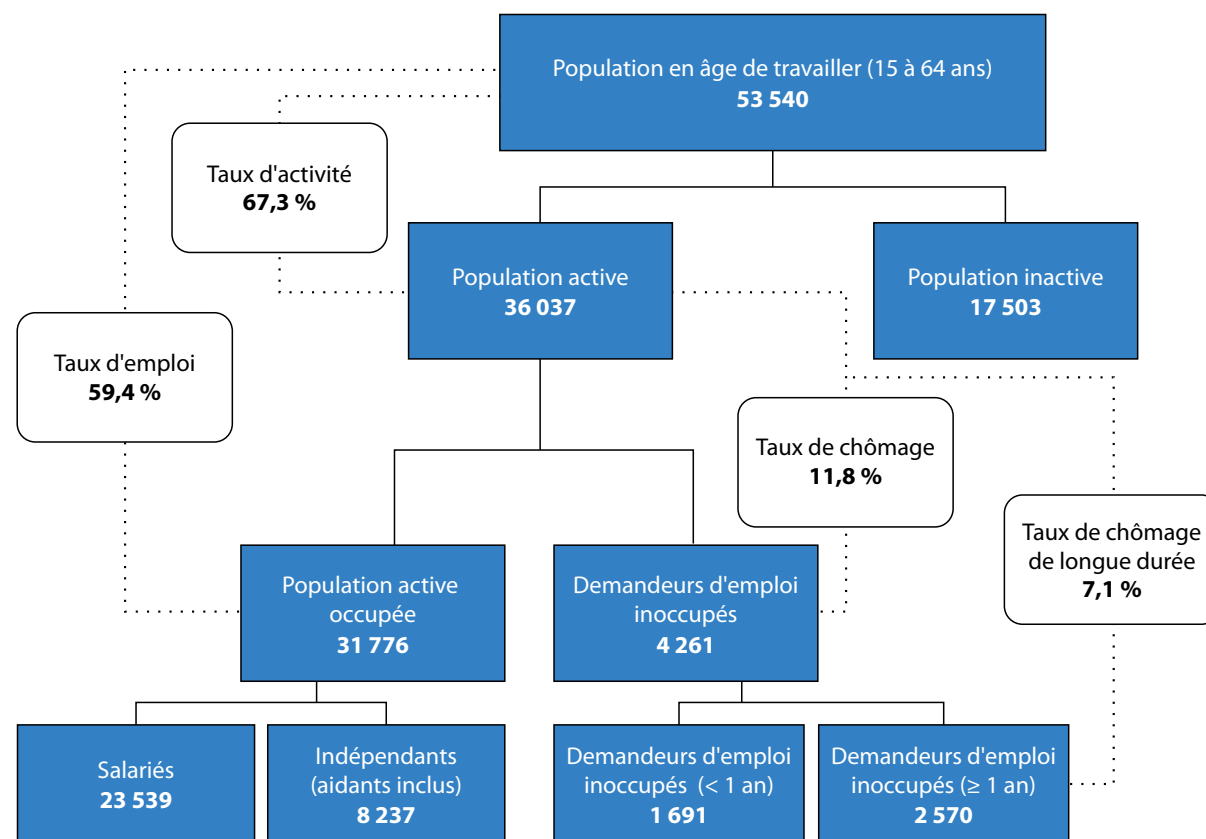 Population en âge de travailler (15 à 64 ans)
53 540
Taux d'activité
67,3 %
Population active
36 037
Population inactive
17 503
Taux d'emploi
59,4 %
Taux de chômage
11,8 %
Taux de chômage
de longue durée
7,1 %
Population active
occupée
31 776
Demandeurs d'emploi
inoccupés
4 261
Salariés
23 539
Indépendants
(aidants inclus)
8 237
Demandeurs d'emploi
inoccupés (< 1 an)
1 691
Demandeurs d'emploi
inoccupés (≥ 1 an)
2 570